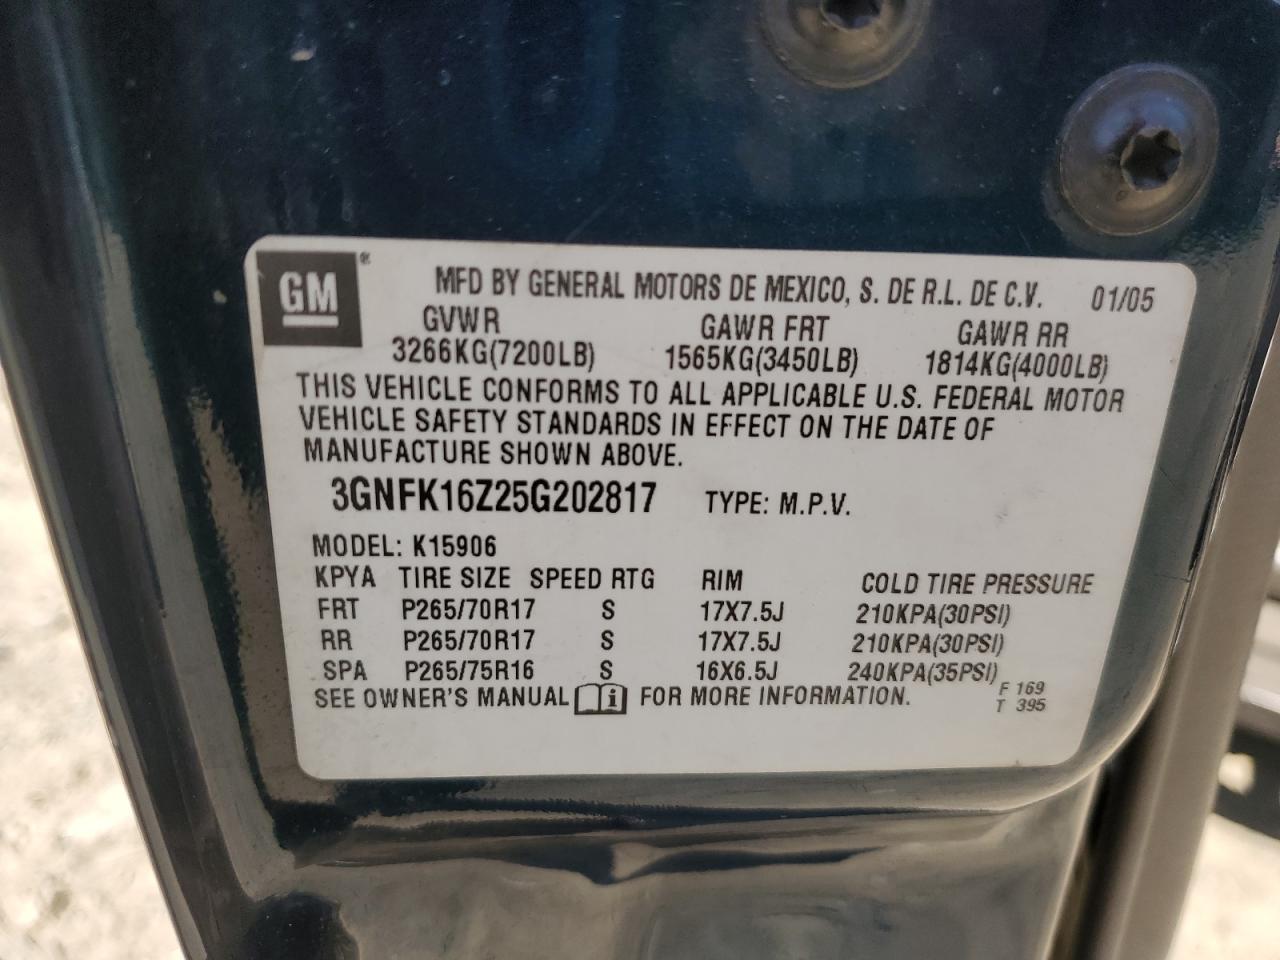 GM® MFD BY GENERAL MOTORS DE MEXICO, S. DE R.L. DE C.V. 01/05
GVWR GAWR FRT GAWR RR
3266KG(7200LB) 1565KG(3450LB) 1814KG(4000LB)
THIS VEHICLE CONFORMS TO ALL APPLICABLE U.S. FEDERAL MOTOR
VEHICLE SAFETY STANDARDS IN EFFECT ON THE DATE OF
MANUFACTURE SHOWN ABOVE.
3GNFK16Z25G202817 TYPE: M.P.V.
MODEL: K15906
KPYA TIRE SIZE SPEED RTG RIM COLD TIRE PRESSURE
FRT P265/70R17 S 17X7.5J 210KPA(30PSI)
RR P265/70R17 S 17X7.5J 210KPA(30PSI)
SPA P265/75R16 S 16X6.5J 240KPA(35PSI)
SEE OWNER'S MANUAL i FOR MORE INFORMATION. F 169
T 395